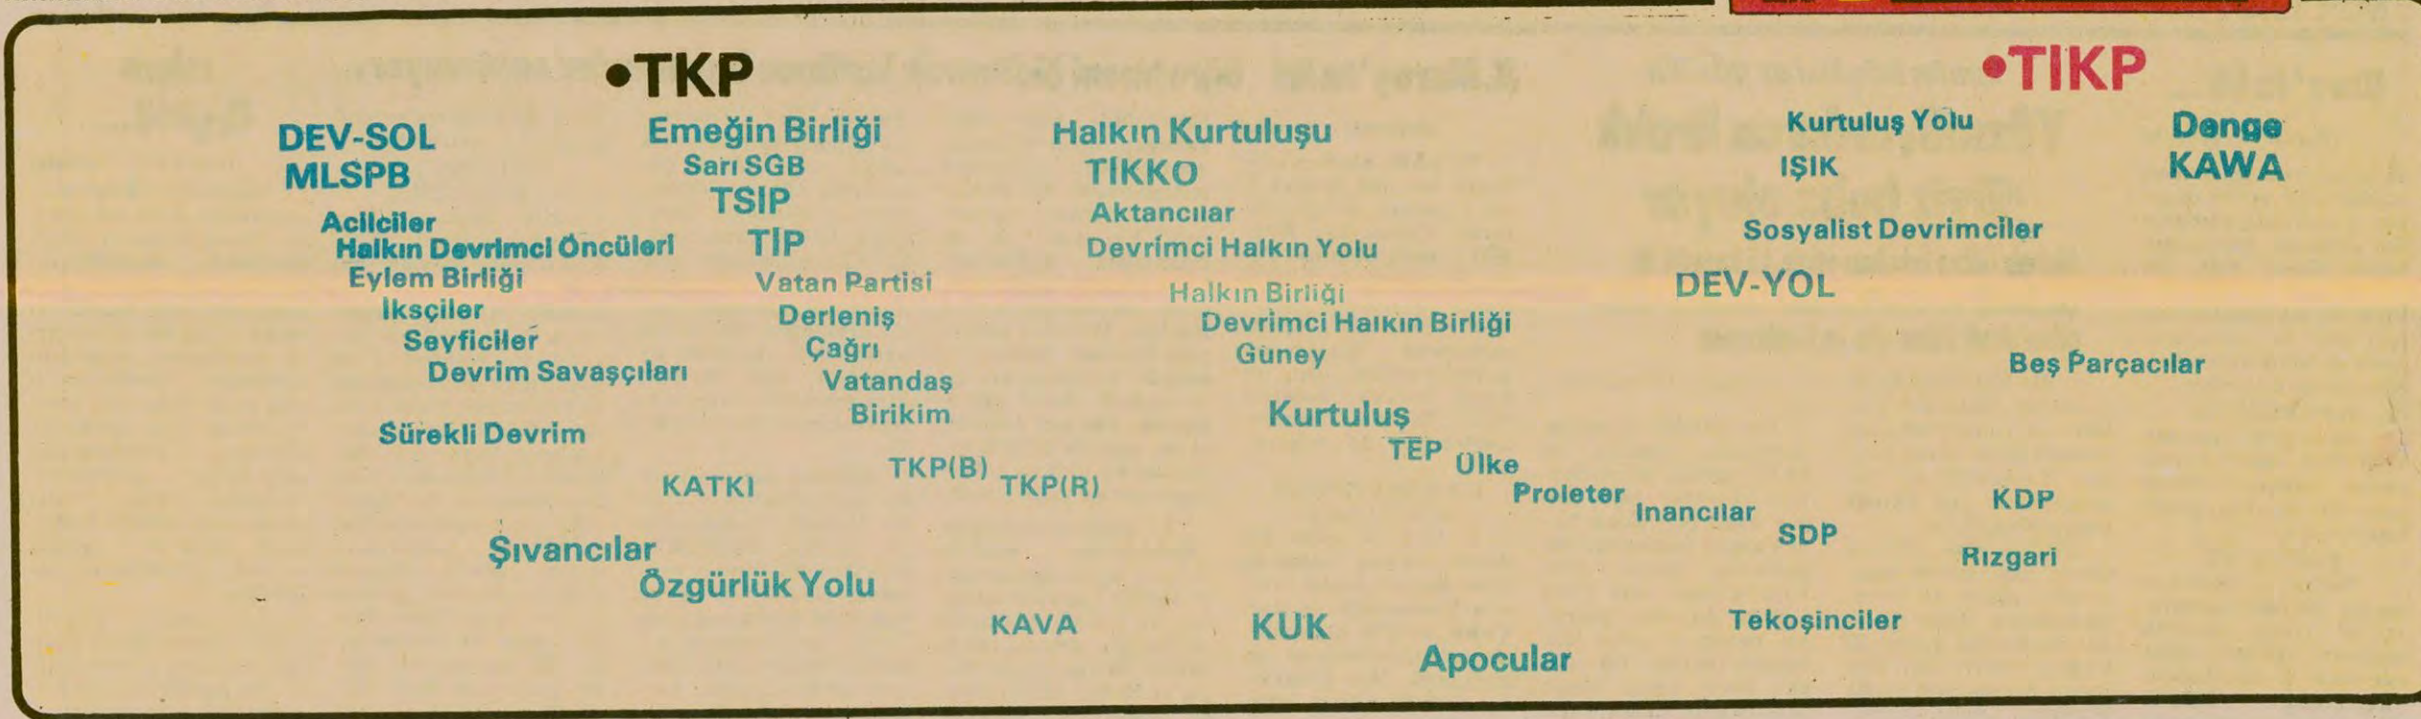 •TKP
•TIKP
DEV-SOL
MLSPB
Acilciler
Halkın Devrimci Öncüleri
Eylem Birliği
İksçiler
Seyficiler
Devrim Savaşçıları
Sürekli Devrim
Emeğin Birliği
Sarı SGB
TSIP
TİP
Vatan Partisi
Derleniş
Çağrı
Vatandaş
Birikim
TKP(B)
TKP(R)
KATKI
Şıvancılar
Özgürlük Yolu
KAVA
Halkın Kurtuluşu
TİKKO
Aktancılar
Devrimci Halkın Yolu
Halkın Birliği
Devrimci Halkın Birliği
Güney
Kurtuluş
TEP
Ülke
Proleter
Inancılar
SDP
KUK
Apocular
Kurtuluş Yolu
IŞIK
Sosyalist Devrimciler
DEV-YOL
Denge
KAWA
Beş Parçacılar
KDP
Rızgari
Tekoşinciler